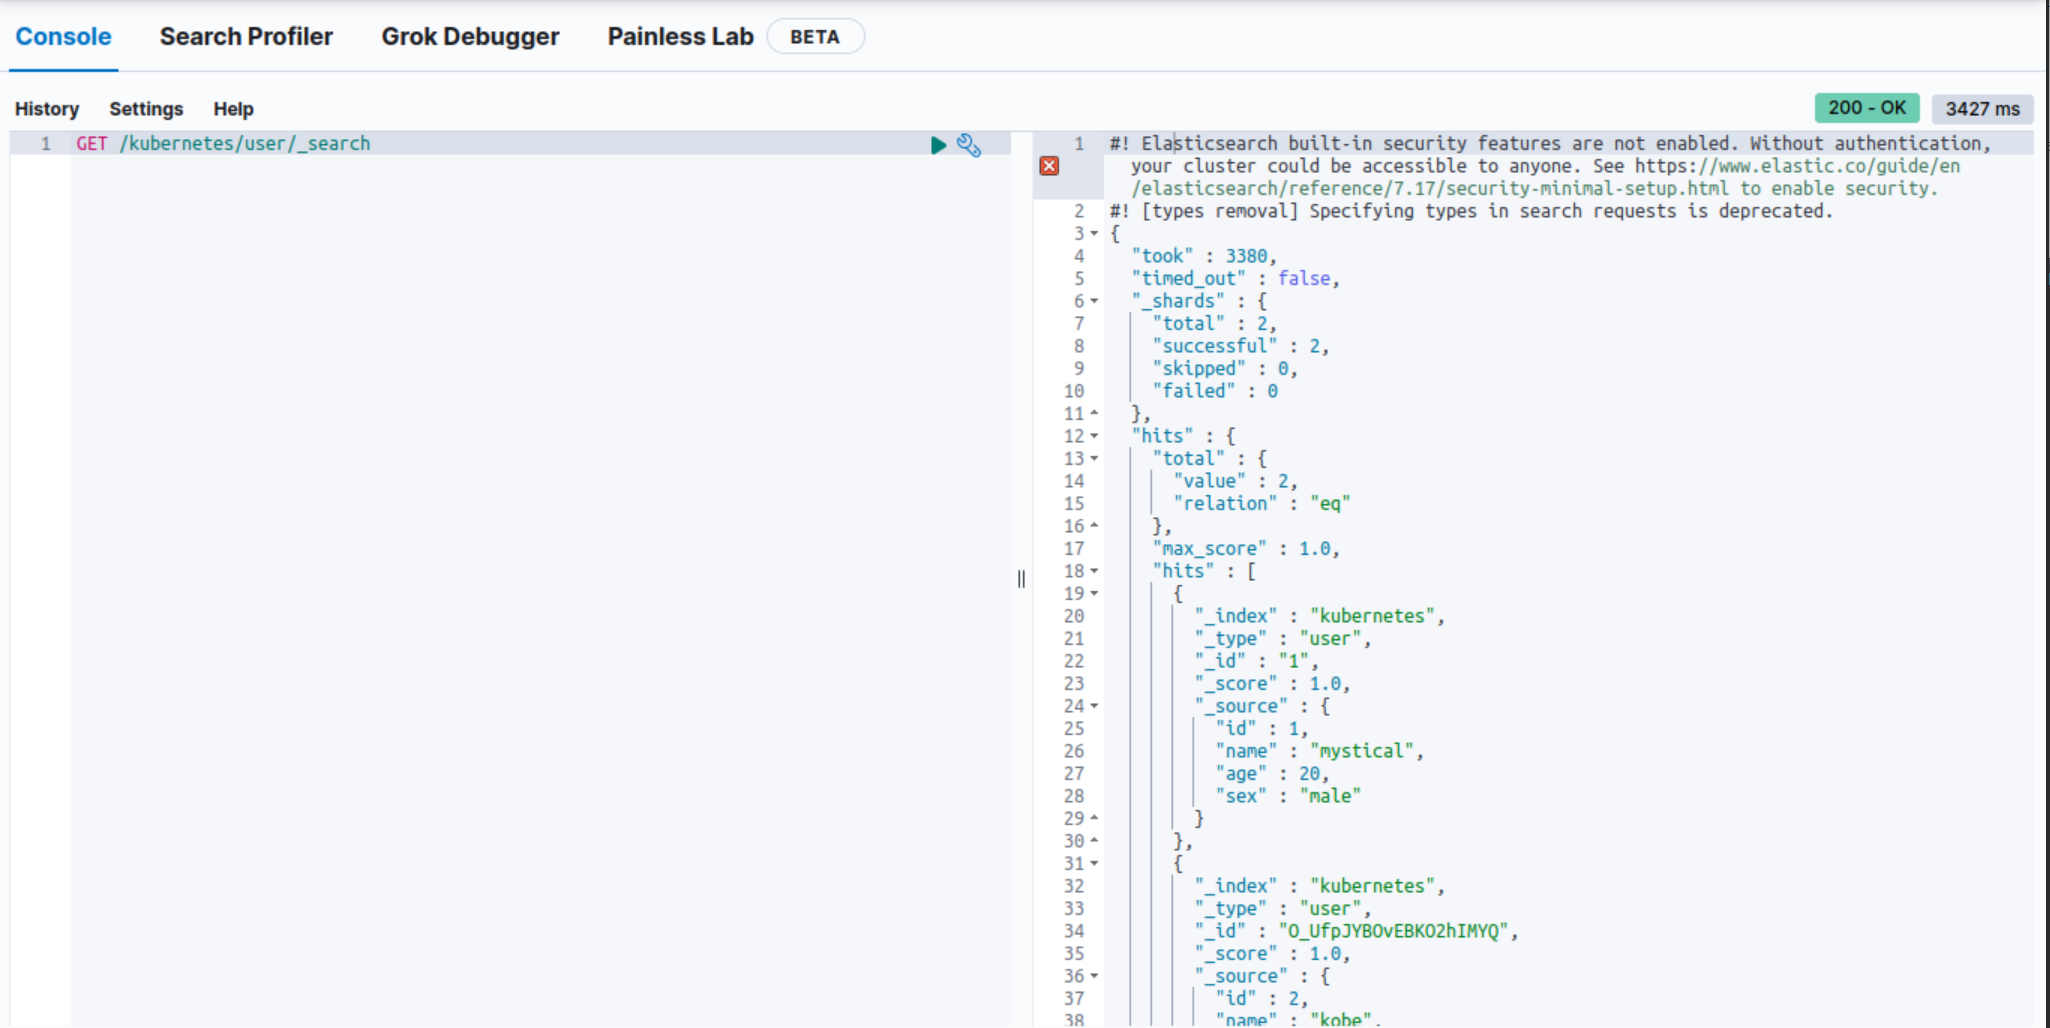 Console Search Profiler Grok Debugger Painless Lab BETA
History Settings Help 200 - OK 3427 ms
1 GET /kubernetes/user/_search
1 #! Elasticsearch built-in security features are not enabled. Without authentication,
your cluster could be accessible to anyone. See https://www.elastic.co/guide/en
/elasticsearch/reference/7.17/security-minimal-setup.html to enable security.
2 #! [types removal] Specifying types in search requests is deprecated.
3 {
4 "took" : 3380,
5 "timed_out" : false,
6 "_shards" : {
7 "total" : 2,
8 "successful" : 2,
9 "skipped" : 0,
10 "failed" : 0
11 },
12 "hits" : {
13 "total" : {
14 "value" : 2,
15 "relation" : "eq"
16 },
17 "max_score" : 1.0,
18 "hits" : [
19 {
20 "_index" : "kubernetes",
21 "_type" : "user",
22 "_id" : "1",
23 "_score" : 1.0,
24 "_source" : {
25 "id" : 1,
26 "name" : "mystical",
27 "age" : 20,
28 "sex" : "male"
29 }
30 },
31 {
32 "_index" : "kubernetes",
33 "_type" : "user",
34 "_id" : "O_UfpJYBOvEBKO2hIMYQ",
35 "_score" : 1.0,
36 "_source" : {
37 "id" : 2,
38 "name" : "kobe",